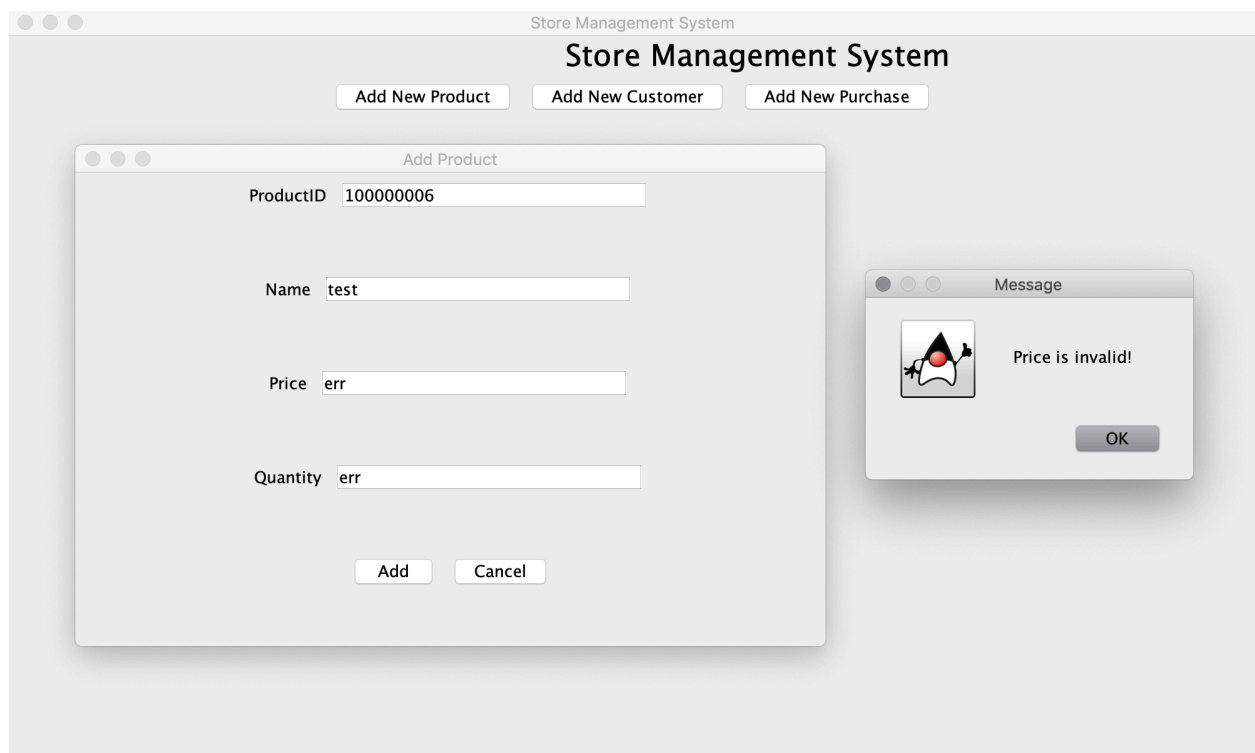 Store Management System
Store Management System
Add New Product Add New Customer Add New Purchase
Add Product
ProductID 100000006
Name test
Price err
Quantity err
Add Cancel
Message
Price is invalid!
OK